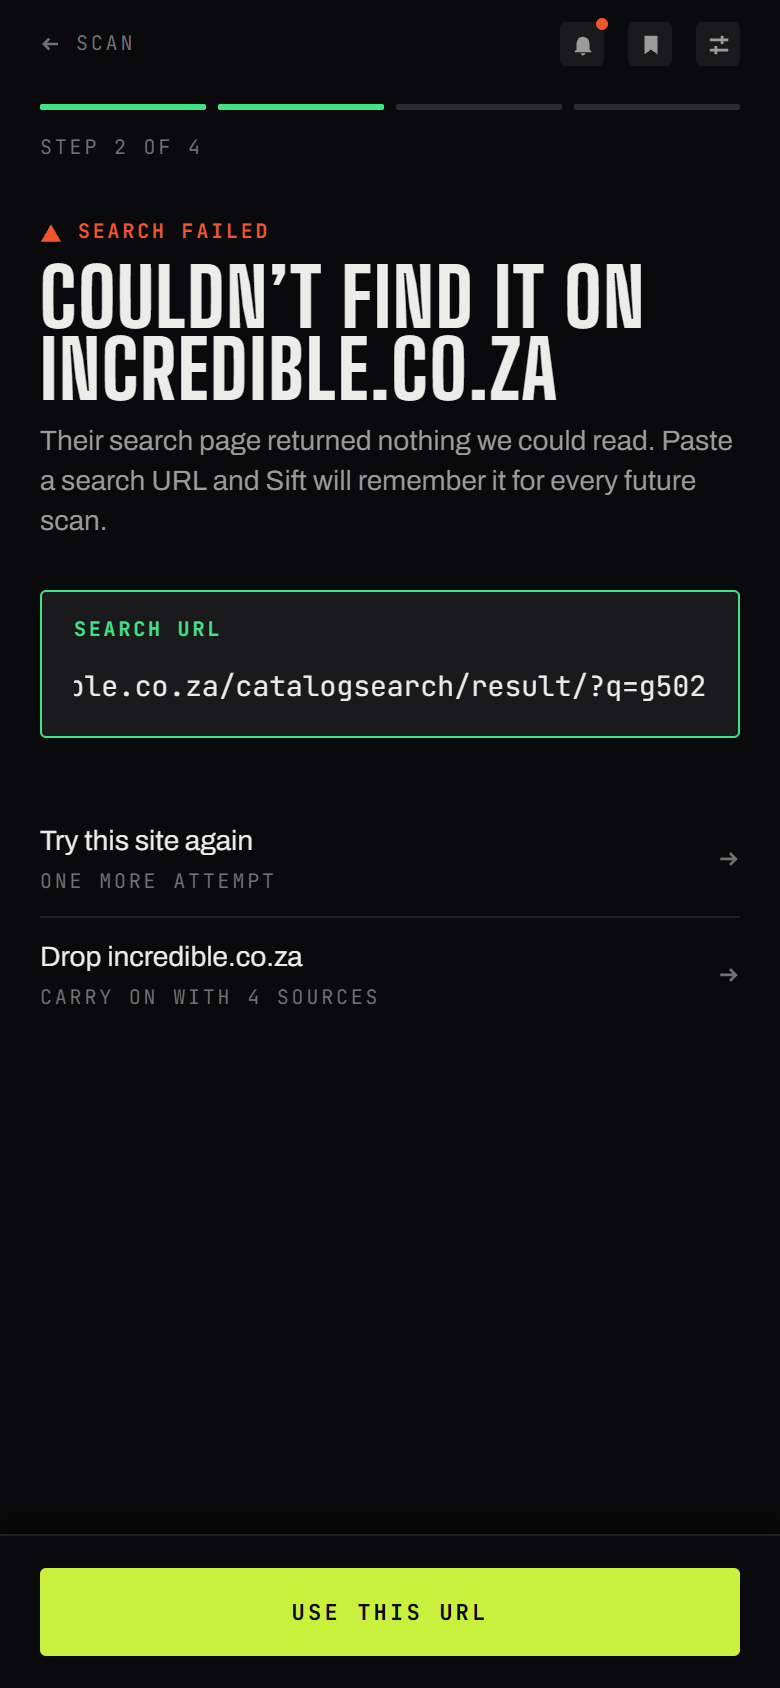 SCAN
STEP 2 OF 4
SEARCH FAILED
COULDN’T FIND IT ON
INCREDIBLE.CO.ZA
Their search page returned nothing we could read. Paste
a search URL and Sift will remember it for every future
scan.
SEARCH URL
ble.co.za/catalogsearch/result/?q=g502
Try this site again
ONE MORE ATTEMPT
Drop incredible.co.za
CARRY ON WITH 4 SOURCES
USE THIS URL